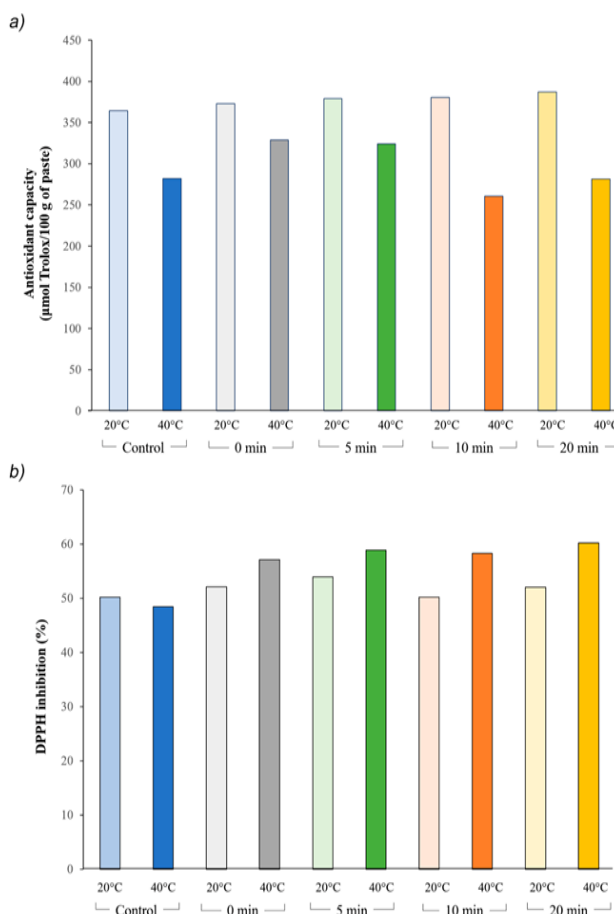 a)
Antioxidant capacity
(µmol Trolox/100 g of paste)
450
400
350
300
250
200
150
100
50
0
20°C 40°C 20°C 40°C 20°C 40°C 20°C 40°C 20°C 40°C
Control 0 min 5 min 10 min 20 min
b)
DPPH inhibition (%)
70
60
50
40
30
20
10
0
20°C 40°C 20°C 40°C 20°C 40°C 20°C 40°C 20°C 40°C
Control 0 min 5 min 10 min 20 min